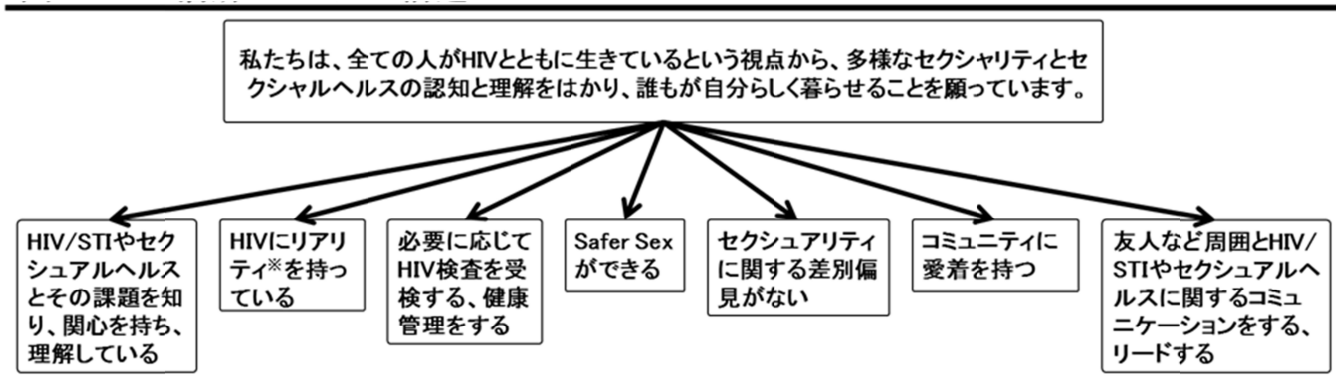 私たちは、全ての人がHIVとともに生きているという視点から、多様なセクシャリティとセ
クシャルヘルスの認知と理解をはかり、誰もが自分らしく暮らせることを願っています。
HIV/STIやセク
シュアルヘルス
とその課題を知
り、関心を持ち、
理解している
HIVにリアリ
ティ※を持っ
ている
必要に応じて
HIV検査を受
検する、健康
管理をする
Safer Sex
ができる
セクシュアリティ
に関する差別偏
見がない
コミュニティに
愛着を持つ
友人など周囲とHIV/
STIやセクシュアルヘ
ルスに関するコミュ
ニケーションをする、
リードする